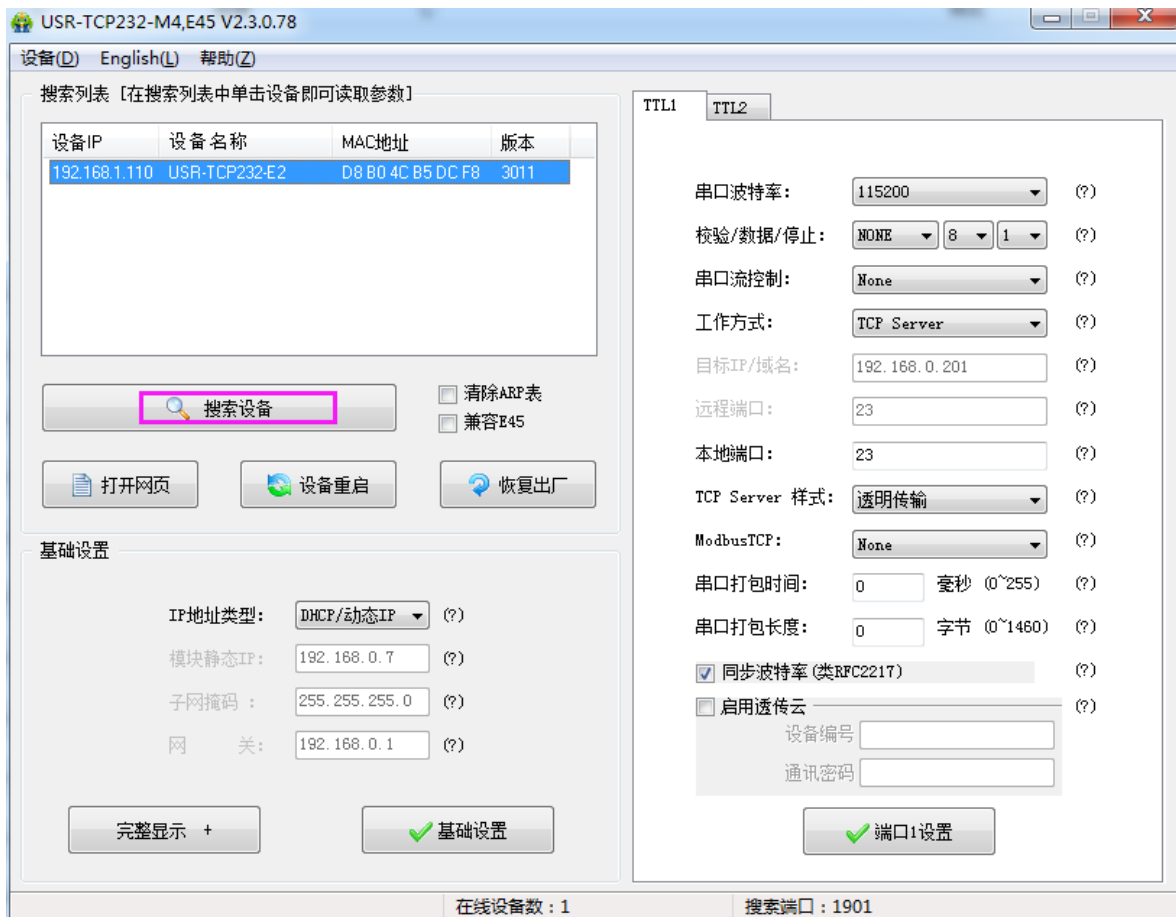 USR-TCP232-M4,E45 V2.3.0.78
设备(D) English(L) 帮助(Z)
搜索列表 [在搜索列表中单击设备即可读取参数]
设备IP 设备名称 MAC地址 版本
192.168.1.110 USR-TCP232-E2 D8 B0 4C B5 DC F8 3011
搜索设备
清除ARP表
兼容E45
打开网页 设备重启 恢复出厂
基础设置
IP地址类型: DHCP/动态IP (?)
模块静态IP: 192.168.0.7 (?)
子网掩码 : 255.255.255.0 (?)
网 关: 192.168.0.1 (?)
完整显示 + 基础设置
TTL1 TTL2
串口波特率: 115200 (?)
校验/数据/停止: NONE 8 1 (?)
串口流控制: None (?)
工作方式: TCP Server (?)
目标IP/域名: 192.168.0.201 (?)
远程端口: 23 (?)
本地端口: 23 (?)
TCP Server 样式: 透明传输 (?)
ModbusTCP: None (?)
串口打包时间: 0 毫秒 (0~255) (?)
串口打包长度: 0 字节 (0~1460) (?)
同步波特率(类RFC2217) (?)
启用透传云 (?)
设备编号
通讯密码
端口1设置
在线设备数:1 搜索端口:1901